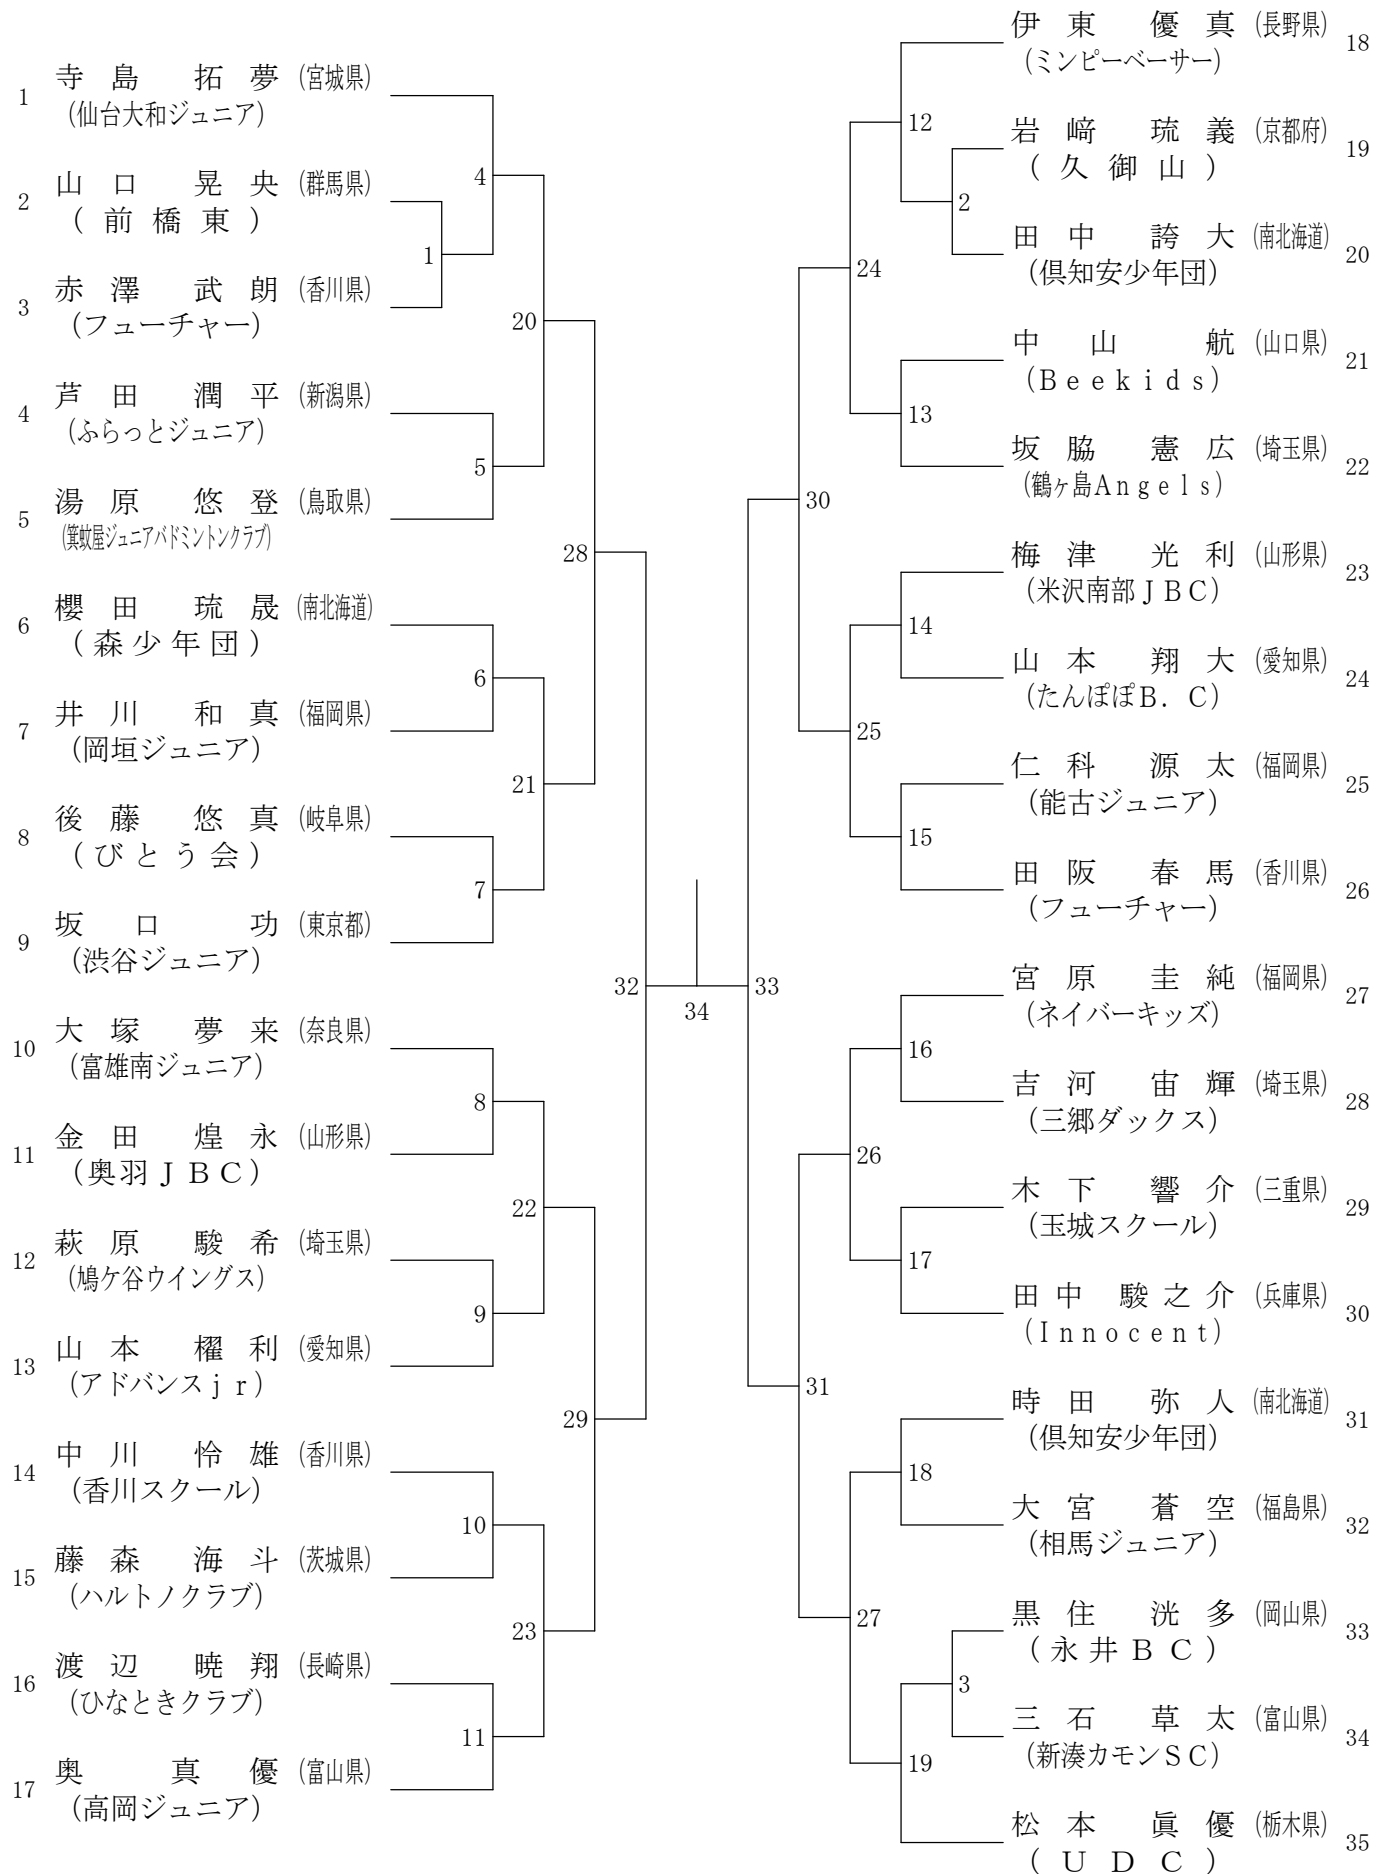 1 寺島 拓夢 (宮城県)
(仙台大和ジュニア)
2 山口 晃央 (群馬県)
(前橋東)
3 赤澤 武朗 (香川県)
(フューチャー)
4 芦田 潤平 (新潟県)
(ふらっとジュニア)
5 湯原 悠登 (鳥取県)
(箕蚊屋ジュニアバドミントンクラブ)
6 櫻田 琉晟 (南北海道)
(森少年団)
7 井川 和真 (福岡県)
(岡垣ジュニア)
8 後藤 悠真 (岐阜県)
(びとう会)
9 坂口 功 (東京都)
(渋谷ジュニア)
10 大塚 夢来 (奈良県)
(富雄南ジュニア)
11 金田 煌永 (山形県)
(奥羽JBC)
12 萩原 駿希 (埼玉県)
(鳩ケ谷ウイングス)
13 山本 櫂利 (愛知県)
(アドバンスjr)
14 中川 怜雄 (香川県)
(香川スクール)
15 藤森 海斗 (茨城県)
(ハルトノクラブ)
16 渡辺 暁翔 (長崎県)
(ひなときクラブ)
17 奥 真優 (富山県)
(高岡ジュニア)
1
4
5
6
7
8
9
10
11
20
21
22
23
28
29
32
34
33
30
31
24
25
26
27
12
13
14
15
16
17
18
19
2
3
伊東 優真 (長野県) 18
(ミンピーベーサー)
岩﨑 琉義 (京都府) 19
(久御山)
田中 誇大 (南北海道) 20
(倶知安少年団)
中山 航 (山口県) 21
(Beekids)
坂脇 憲広 (埼玉県) 22
(鶴ヶ島Angels)
梅津 光利 (山形県) 23
(米沢南部JBC)
山本 翔大 (愛知県) 24
(たんぽぽB.C)
仁科 源太 (福岡県) 25
(能古ジュニア)
田阪 春馬 (香川県) 26
(フューチャー)
宮原 圭純 (福岡県) 27
(ネイバーキッズ)
吉河 宙輝 (埼玉県) 28
(三郷ダックス)
木下 響介 (三重県) 29
(玉城スクール)
田中 駿之介 (兵庫県) 30
(Innocent)
時田 弥人 (南北海道) 31
(倶知安少年団)
大宮 蒼空 (福島県) 32
(相馬ジュニア)
黒住 洸多 (岡山県) 33
(永井BC)
三石 草太 (富山県) 34
(新湊カモンSC)
松本 眞優 (栃木県) 35
(UDC)